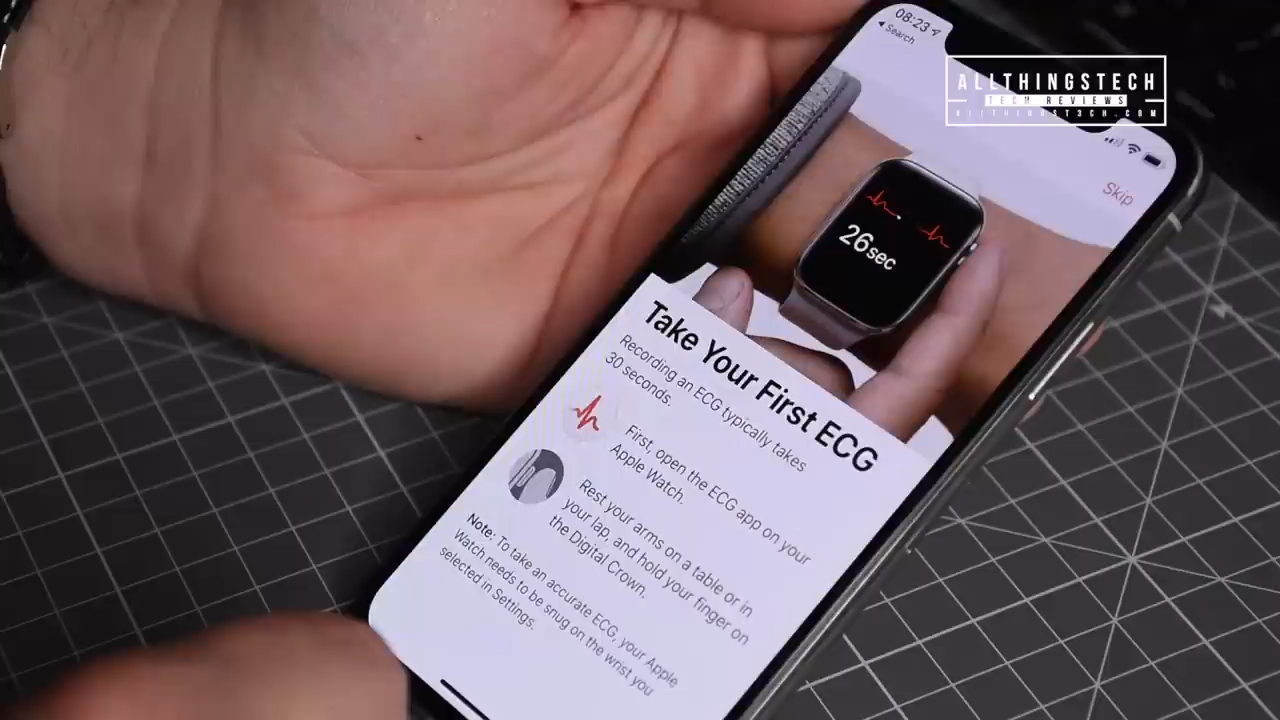 08:23
Search
ALLTHINGSTECH
TECH REVIEWS
ALLTHINGST3CH.COM
Skip
26sec
Take Your First ECG
Recording an ECG typically takes
30 seconds.
First, open the ECG app on your
Apple Watch.
Rest your arms on a table or in
your lap, and hold your finger on
the Digital Crown.
Note: To take an accurate ECG, your Apple
Watch needs to be snug on the wrist you
selected in Settings.